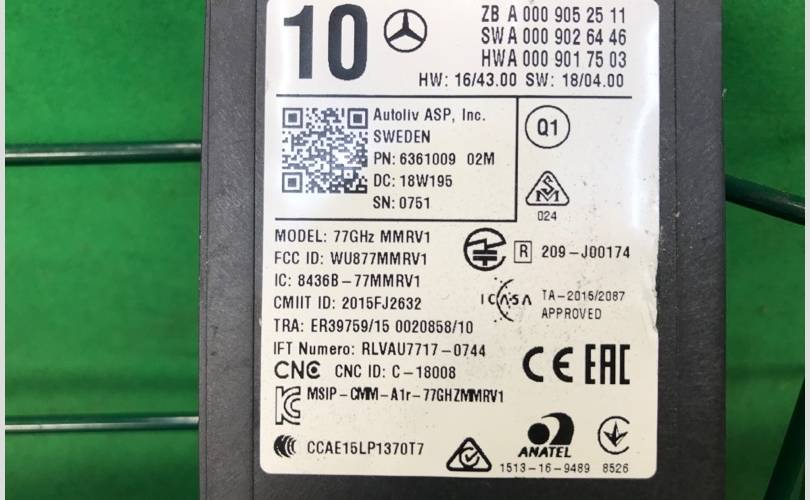 10 ZB A 000 905 25 11
SW A 000 902 64 46
HW A 000 901 75 03
HW: 16/43.00 SW: 18/04.00
Autoliv ASP, Inc.
SWEDEN
PN: 6361009 02M
DC: 18W195
SN: 0751
Q1
SM
024
MODEL: 77GHz MMRV1
FCC ID: WU877MMRV1
IC: 8436B-77MMRV1
CMIIT ID: 2015FJ2632
TRA: ER39759/15 0020858/10
IFT Numero: RLVAU7717-0744
CNC CNC ID: C-18008
MSIP-CMM-A1r-77GHZMMRV1
CCAE15LP1370T7
R 209-J00174
ICASA TA-2015/2087
APPROVED
CE EAC
ANATEL
1513-16-9489 8526